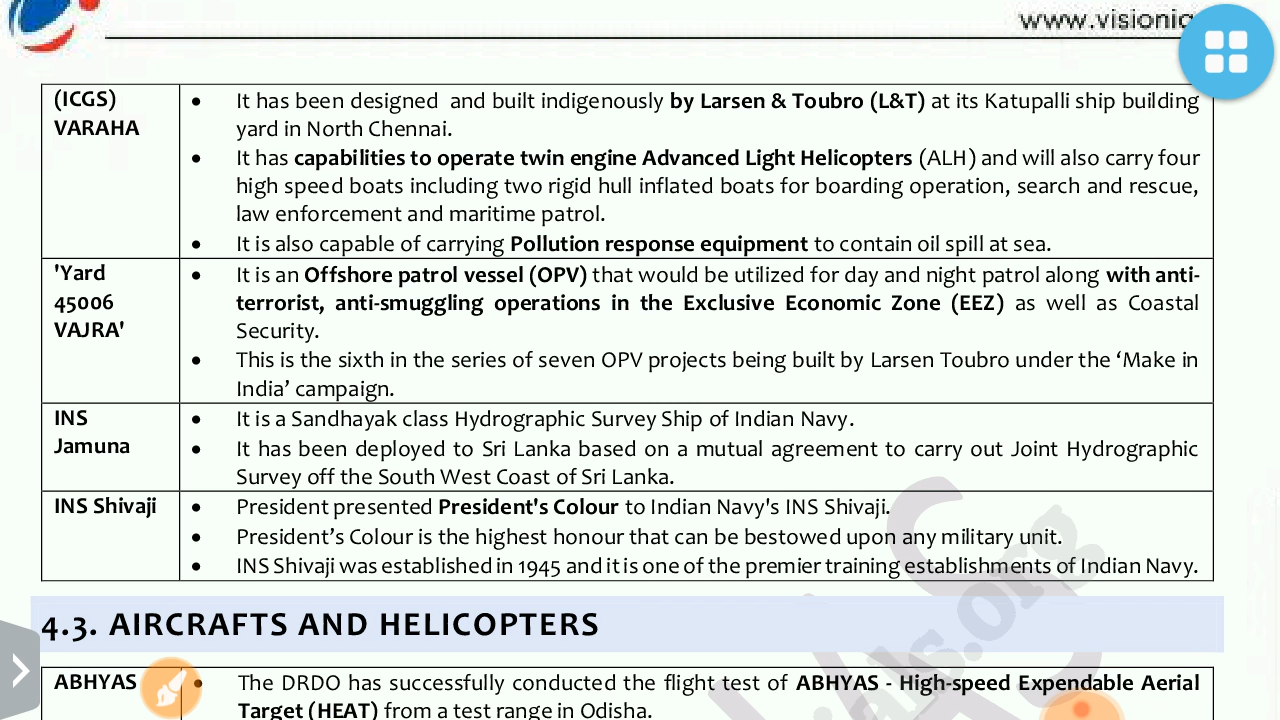 www.visionia
(ICGS)
VARAHA
• It has been designed and built indigenously by Larsen & Toubro (L&T) at its Katupalli ship building
yard in North Chennai.
• It has capabilities to operate twin engine Advanced Light Helicopters (ALH) and will also carry four
high speed boats including two rigid hull inflated boats for boarding operation, search and rescue,
law enforcement and maritime patrol.
• It is also capable of carrying Pollution response equipment to contain oil spill at sea.
'Yard
45006
VAJRA'
• It is an Offshore patrol vessel (OPV) that would be utilized for day and night patrol along with anti-
terrorist, anti-smuggling operations in the Exclusive Economic Zone (EEZ) as well as Coastal
Security.
• This is the sixth in the series of seven OPV projects being built by Larsen Toubro under the ‘Make in
India’ campaign.
INS
Jamuna
• It is a Sandhayak class Hydrographic Survey Ship of Indian Navy.
• It has been deployed to Sri Lanka based on a mutual agreement to carry out Joint Hydrographic
Survey off the South West Coast of Sri Lanka.
INS Shivaji
• President presented President's Colour to Indian Navy's INS Shivaji.
• President’s Colour is the highest honour that can be bestowed upon any military unit.
• INS Shivaji was established in 1945 and it is one of the premier training establishments of Indian Navy.
4.3. AIRCRAFTS AND HELICOPTERS
ABHYAS
• The DRDO has successfully conducted the flight test of ABHYAS - High-speed Expendable Aerial
Target (HEAT) from a test range in Odisha.